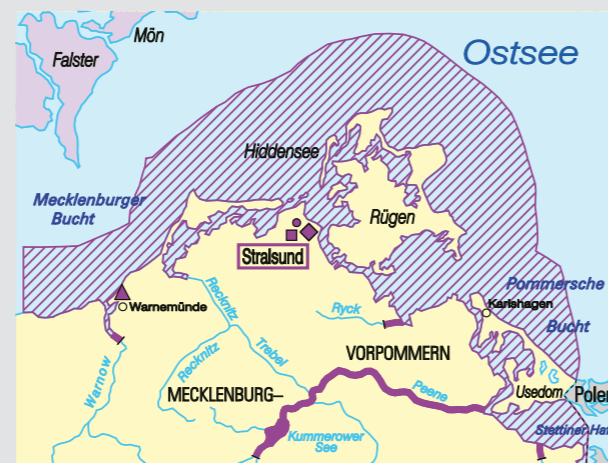 Mön
Falster
Ostsee
Hiddensee
Mecklenburger
Bucht
Rügen
Stralsund
Pommersche
Bucht
Warnemünde
Recknitz
Ryck
Karlshagen
Warnow
Recknitz
Trebel
VORPOMMERN
MECKLENBURG–
Peene
Usedom
Polen
Kummerower
See
Stettiner Haf